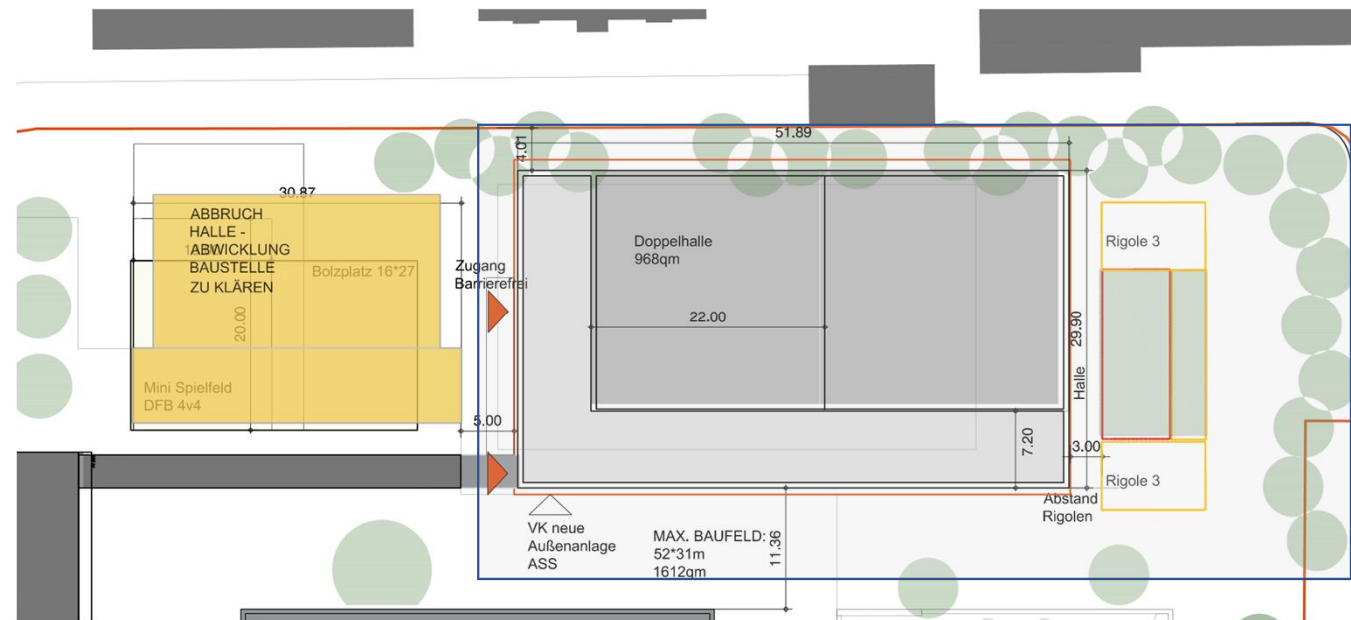 51.89
4.01
30.87
ABBRUCH
HALLE -
ABWICKLUNG
BAUSTELLE
ZU KLÄREN
Bolzplatz 16*27
20.00
Mini Spielfeld
DFB 4v4
Zugang
Barrierefrei
5.00
Doppelhalle
968qm
22.00
29.90
Halle
7.20
3.00
Rigole 3
Rigole 3
Abstand
Rigolen
VK neue
Außenanlage
ASS
MAX. BAUFELD:
52*31m
1612qm
11.36